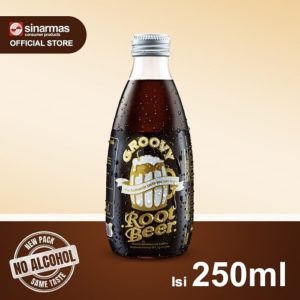 sinarmas
consumer products
OFFICIAL STORE
GROOVY
Root
Beer
NEW PACK
NO ALCOHOL
SAME TASTE
Isi 250ml